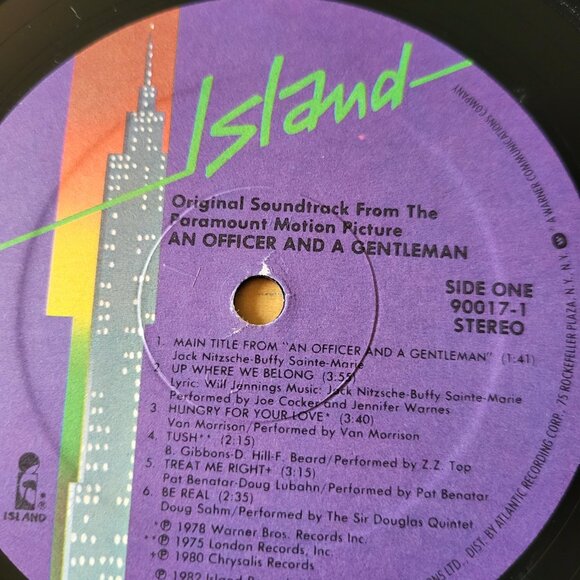 Island
Original Soundtrack From The
Paramount Motion Picture
AN OFFICER AND A GENTLEMAN
SIDE ONE
90017-1
STEREO
1. MAIN TITLE FROM "AN OFFICER AND A GENTLEMAN" (1:41)
Jack Nitzsche-Buffy Sainte-Marie
2. UP WHERE WE BELONG (3:55)
Lyric: Will Jennings Music: Jack Nitzsche-Buffy Sainte-Marie
Performed by Joe Cocker and Jennifer Warnes
3. HUNGRY FOR YOUR LOVE* (3:40)
Van Morrison/Performed by Van Morrison
4. TUSH** (2:15)
B. Gibbons-D. Hill-F. Beard/Performed by Z.Z. Top
5. TREAT ME RIGHT+ (3:15)
Pat Benatar-Doug Lubahn/Performed by Pat Benatar
6. BE REAL (2:35)
Doug Sahm/Performed by The Sir Douglas Quintet
*℗ 1978 Warner Bros. Records Inc.
**℗ 1975 London Records, Inc.
+℗ 1980 Chrysalis Records
℗ 1982 Island
ISLAND
LTD., DIST. BY ATLANTIC RECORDING CORP., 75 ROCKEFELLER PLAZA, N.Y., N.Y. A WARNER COMMUNICATIONS COMPANY